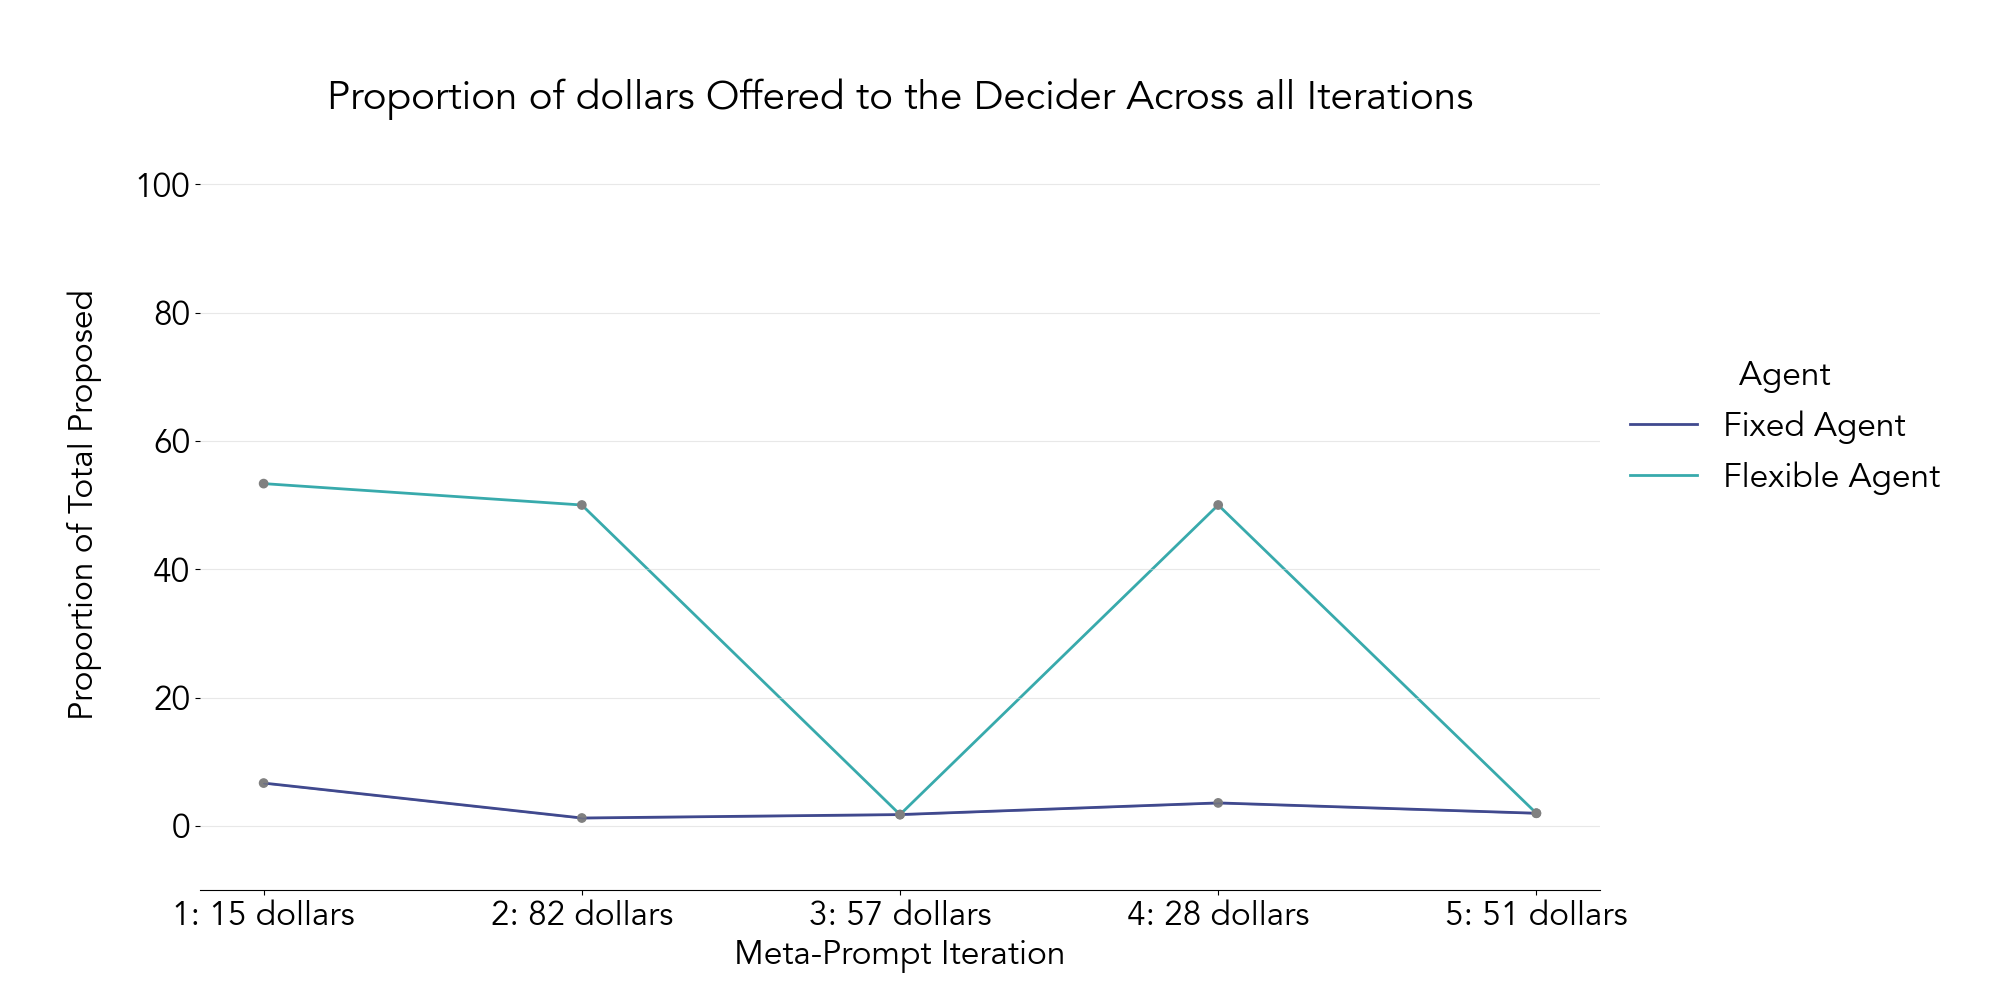 Proportion of dollars Offered to the Decider Across all Iterations
100
80
60
40
20
0
Proportion of Total Proposed
1: 15 dollars
2: 82 dollars
3: 57 dollars
4: 28 dollars
5: 51 dollars
Meta-Prompt Iteration
Agent
Fixed Agent
Flexible Agent